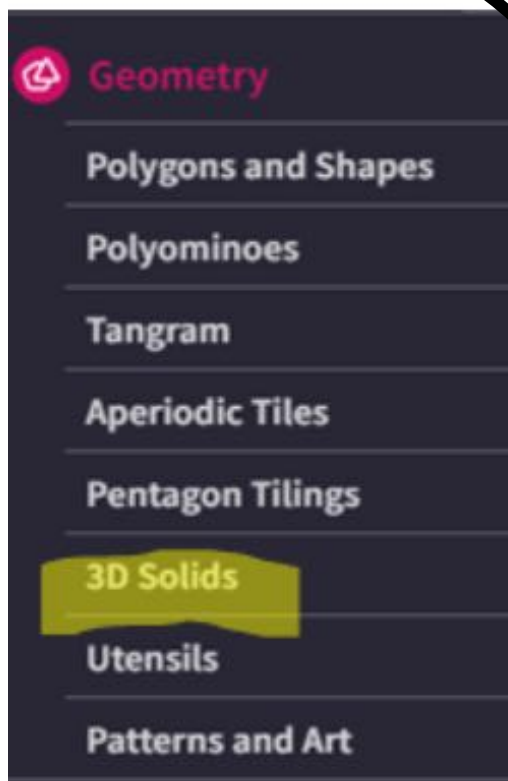 Geometry
Polygons and Shapes
Polyominoes
Tangram
Aperiodic Tiles
Pentagon Tilings
3D Solids
Utensils
Patterns and Art